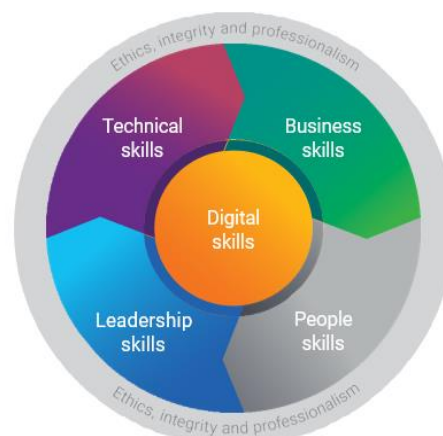 Ethics, integrity and professionalism
Technical
skills
Business
skills
Digital
skills
Leadership
skills
People
skills
Ethics, integrity and professionalism